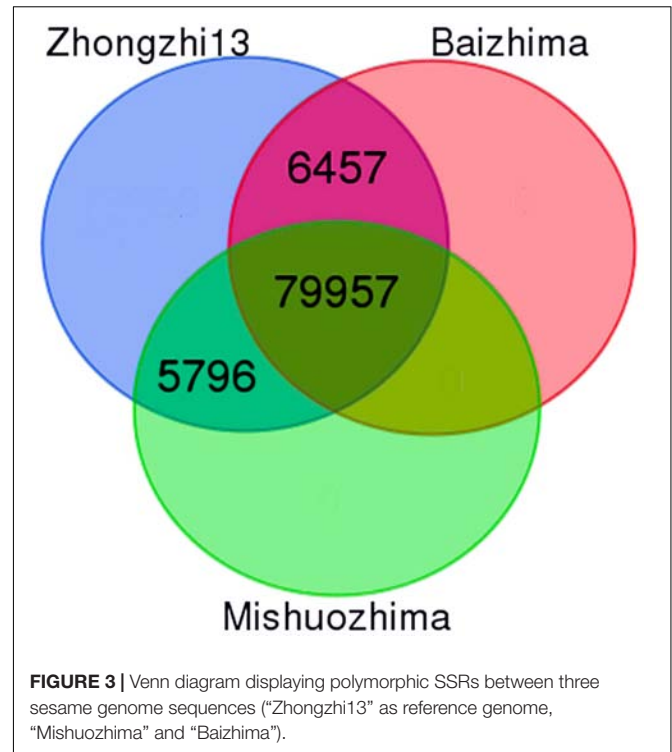 Zhongzhi13 Baizhima
6457
79957
5796
Mishuozhima
FIGURE 3 | Venn diagram displaying polymorphic SSRs between three
sesame genome sequences (“Zhongzhi13” as reference genome,
“Mishuozhima” and “Baizhima”).